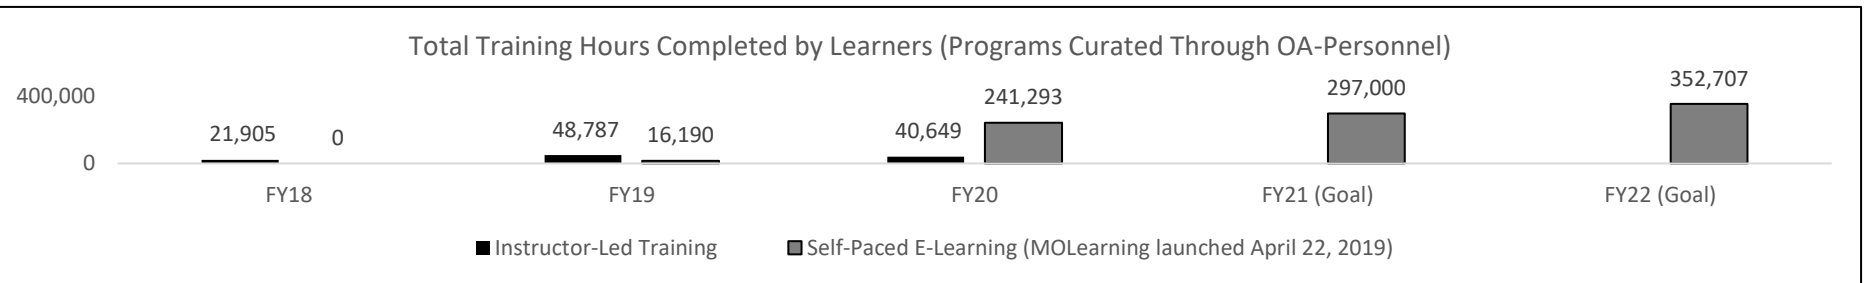 Total Training Hours Completed by Learners (Programs Curated Through OA-Personnel)
400,000
0
21,905
0
48,787
16,190
40,649
241,293
297,000
352,707
FY18
FY19
FY20
FY21 (Goal)
FY22 (Goal)
Instructor-Led Training
Self-Paced E-Learning (MOLearning launched April 22, 2019)